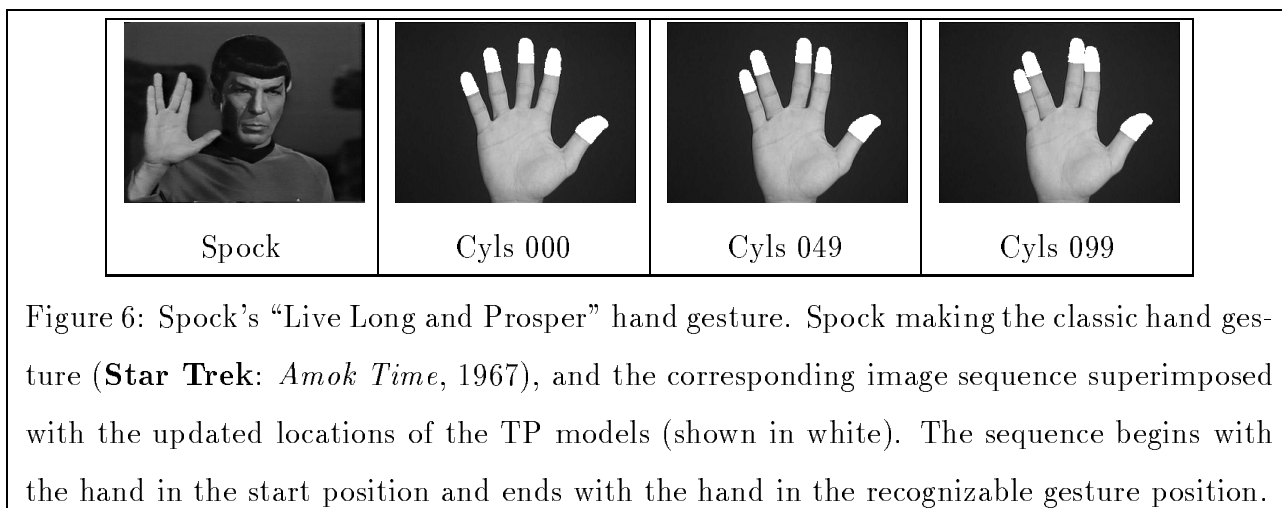 Spock Cyls 000 Cyls 049 Cyls 099
Figure 6: Spock's “Live Long and Prosper” hand gesture. Spock making the classic hand ges-
ture (Star Trek: Amok Time, 1967), and the corresponding image sequence superimposed
with the updated locations of the TP models (shown in white). The sequence begins with
the hand in the start position and ends with the hand in the recognizable gesture position.